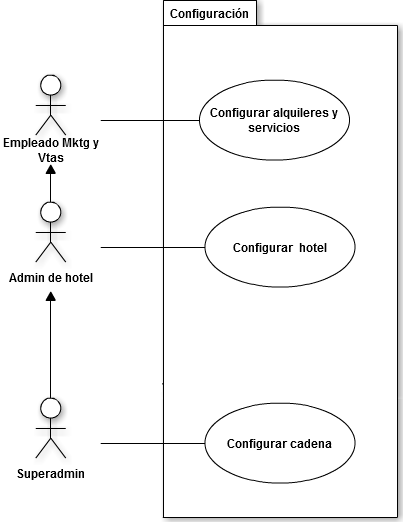 Configuración
Configurar alquileres y
servicios
Empleado Mktg y
Vtas
Configurar hotel
Admin de hotel
Configurar cadena
Superadmin